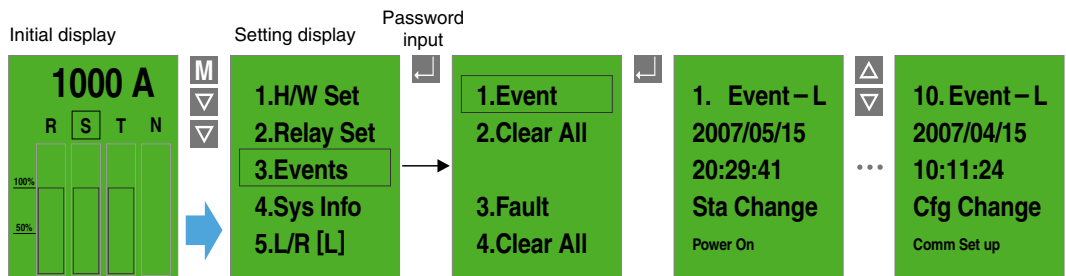 Initial display
1000 A
R S T N
100%
50%
M
Setting display
1.H/W Set
2.Relay Set
3.Events
4.Sys Info
5.L/R [L]
Password
input
1.Event
2.Clear All
3.Fault
4.Clear All
1. Event – L
2007/05/15
20:29:41
Sta Change
Power On
...
10. Event – L
2007/04/15
10:11:24
Cfg Change
Comm Set up